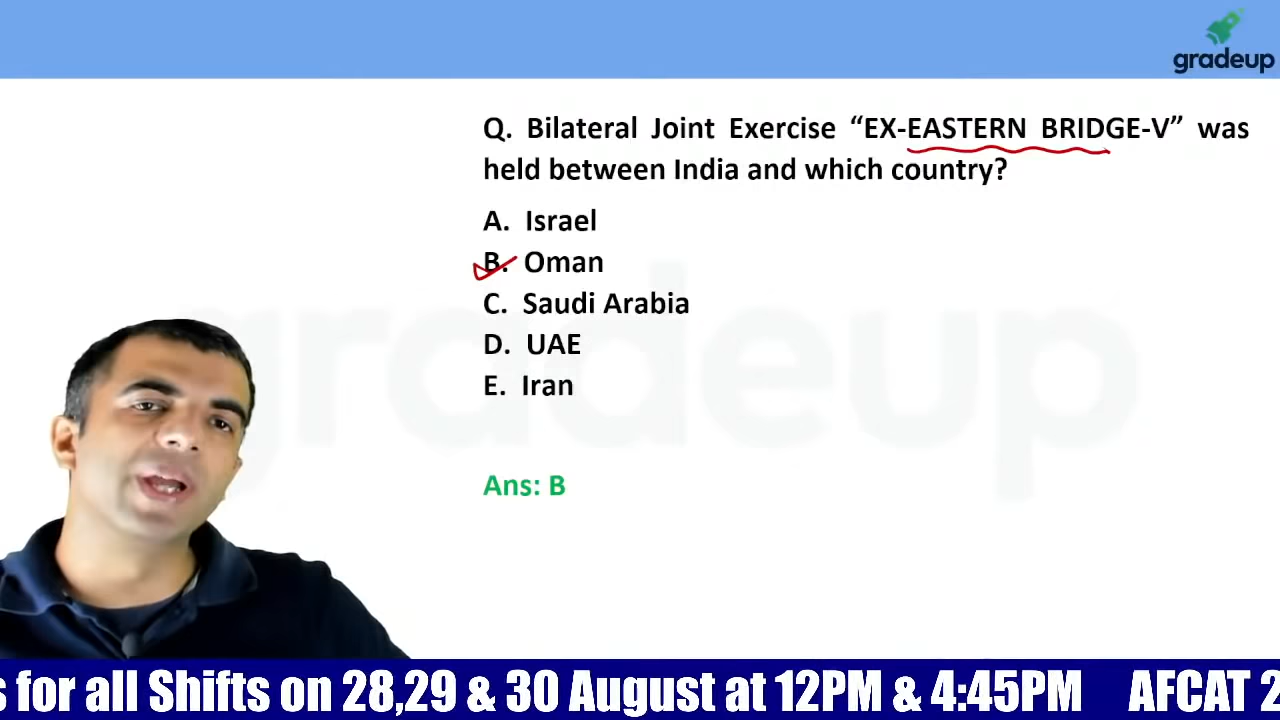 gradeup
Q. Bilateral Joint Exercise “EX-EASTERN BRIDGE-V” was
held between India and which country?
A. Israel
B. Oman
C. Saudi Arabia
D. UAE
E. Iran
gradeup
Ans: B
s for all Shifts on 28,29 & 30 August at 12PM & 4:45PM AFCAT 2